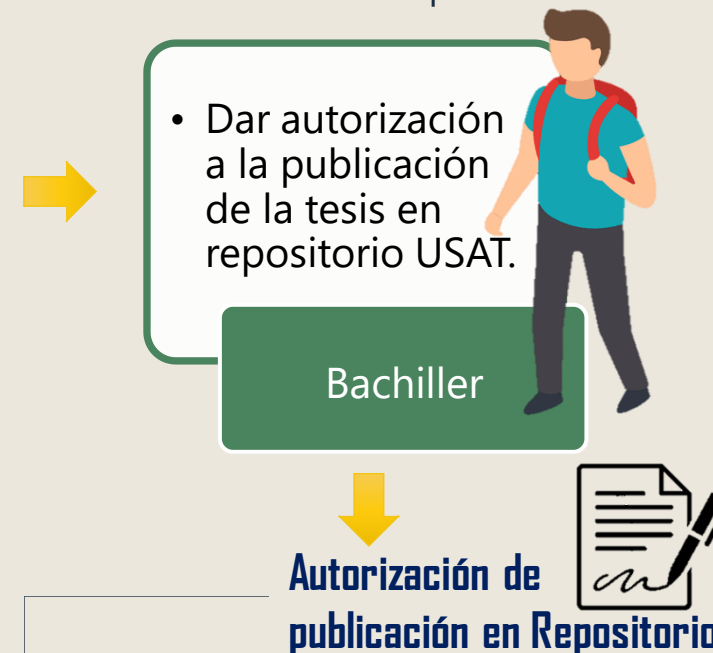 • Dar autorización
a la publicación
de la tesis en
repositorio USAT.
Bachiller
Autorización de
publicación en Repositorio